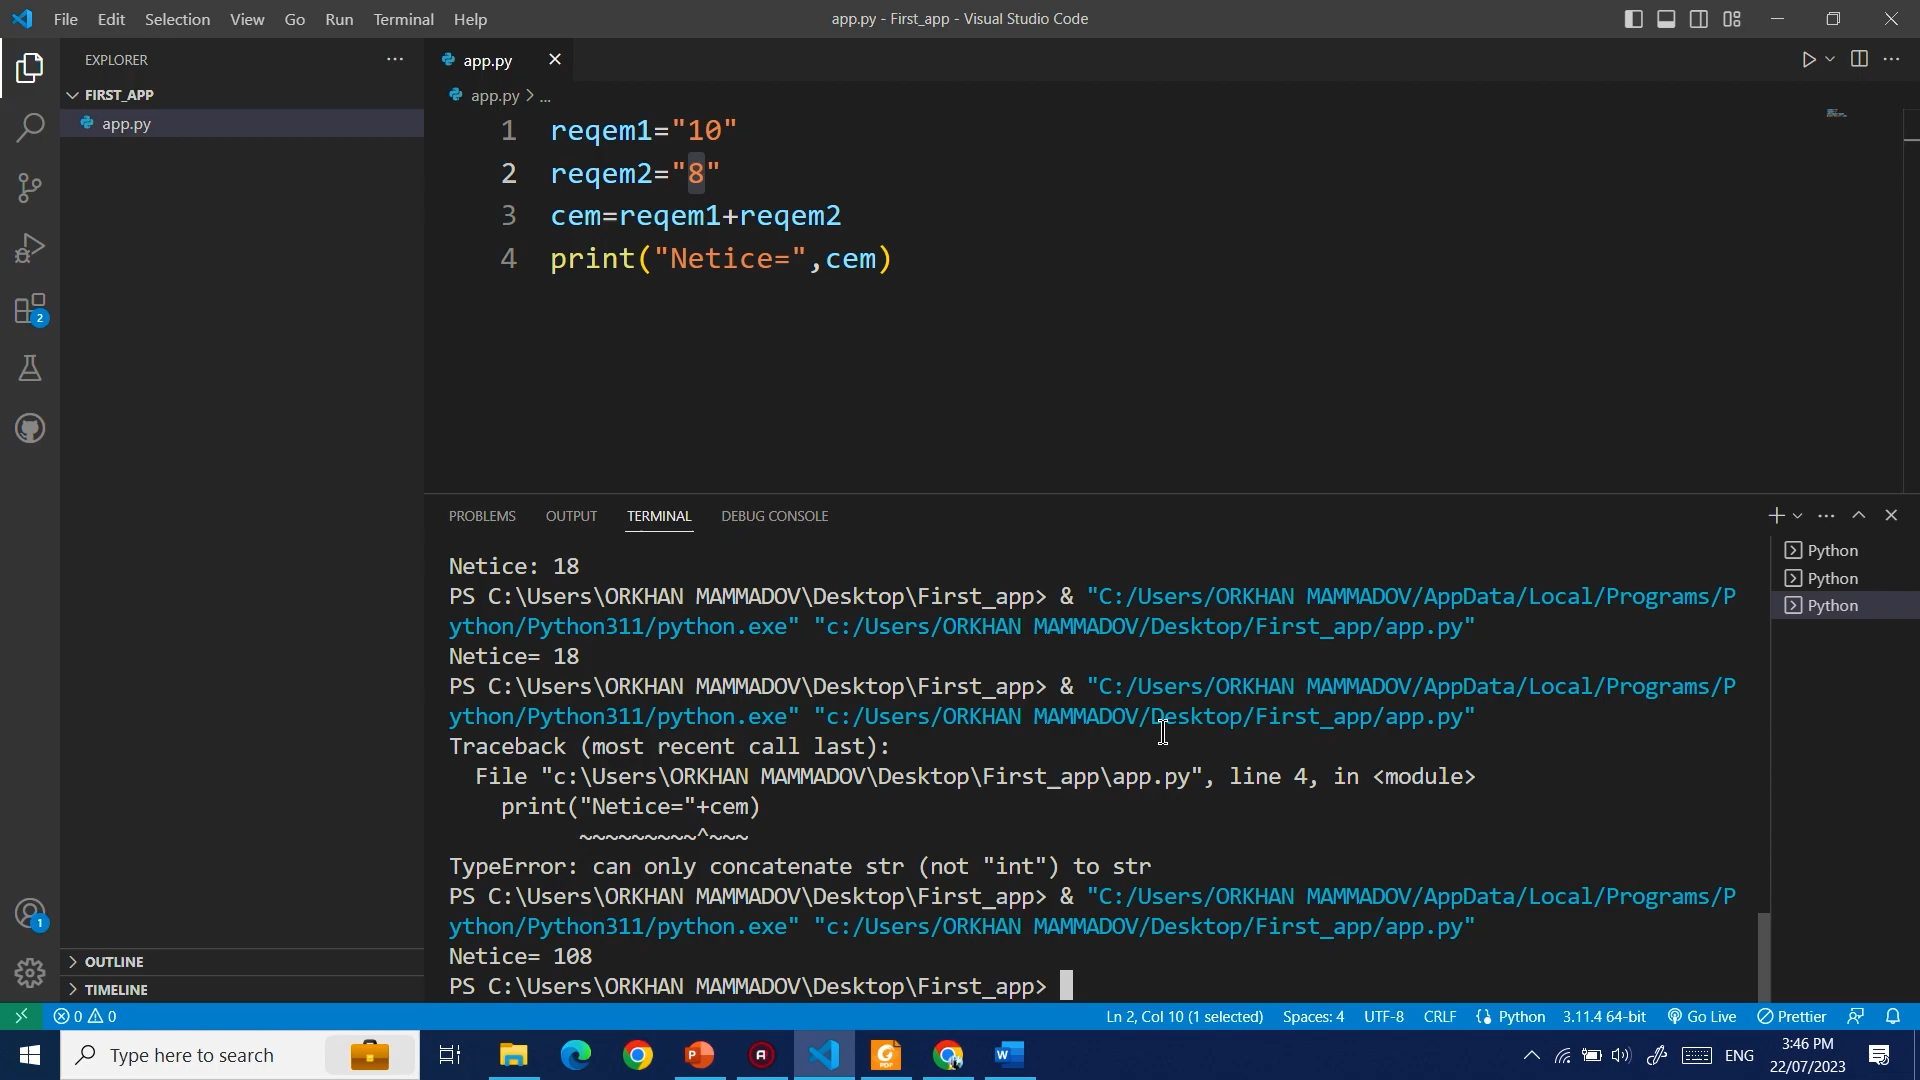 File Edit Selection View Go Run Terminal Help
app.py - First_app - Visual Studio Code
EXPLORER
FIRST_APP
app.py
app.py
app.py > ...
1 reqem1="10"
2 reqem2="8"
3 cem=reqem1+reqem2
4 print("Netice=",cem)
PROBLEMS OUTPUT TERMINAL DEBUG CONSOLE
Netice: 18
PS C:\Users\ORKHAN MAMMADOV\Desktop\First_app> & "C:/Users/ORKHAN MAMMADOV/AppData/Local/Programs/P
ython/Python311/python.exe" "c:/Users/ORKHAN MAMMADOV/Desktop/First_app/app.py"
Netice= 18
PS C:\Users\ORKHAN MAMMADOV\Desktop\First_app> & "C:/Users/ORKHAN MAMMADOV/AppData/Local/Programs/P
ython/Python311/python.exe" "c:/Users/ORKHAN MAMMADOV/Desktop/First_app/app.py"
Traceback (most recent call last):
  File "c:\Users\ORKHAN MAMMADOV\Desktop\First_app\app.py", line 4, in <module>
    print("Netice="+cem)
          ~~~~~~~~~^~~~
TypeError: can only concatenate str (not "int") to str
PS C:\Users\ORKHAN MAMMADOV\Desktop\First_app> & "C:/Users/ORKHAN MAMMADOV/AppData/Local/Programs/P
ython/Python311/python.exe" "c:/Users/ORKHAN MAMMADOV/Desktop/First_app/app.py"
Netice= 108
PS C:\Users\ORKHAN MAMMADOV\Desktop\First_app>
Python
Python
Python
2
1
OUTLINE
TIMELINE
0 0
Ln 2, Col 10 (1 selected) Spaces: 4 UTF-8 CRLF Python 3.11.4 64-bit Go Live Prettier
Type here to search
ENG
3:46 PM
22/07/2023